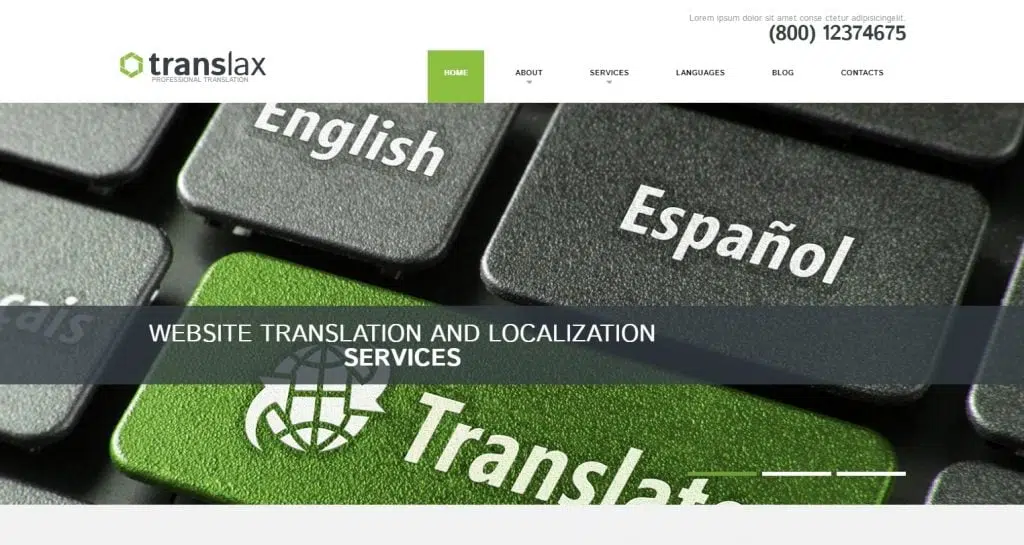 Lorem ipsum dolor sit amet conse ctetur adipisicingelit.
(800) 12374675
translax
PROFESSIONAL TRANSLATION
HOME ABOUT SERVICES LANGUAGES BLOG CONTACTS
English
Español
çais
WEBSITE TRANSLATION AND LOCALIZATION
SERVICES
Translate